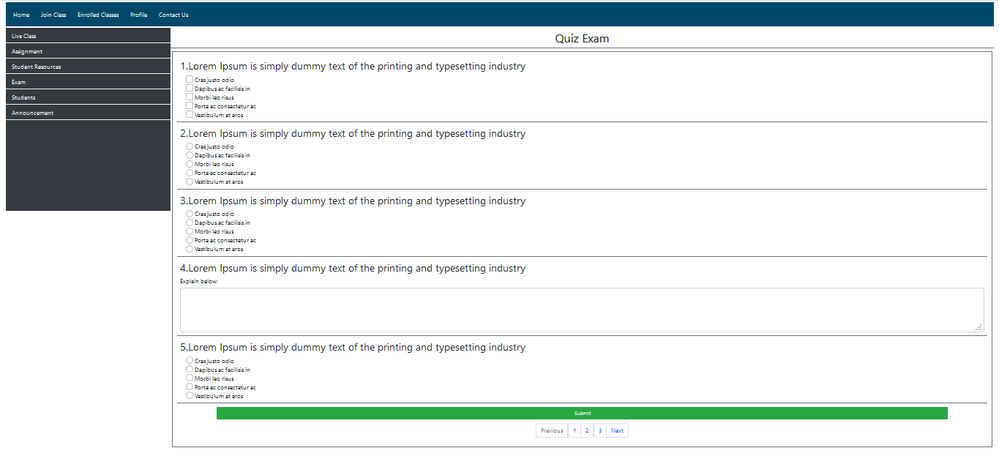 Home Join Class Enrolled Classes Profile Contact Us
Live Class
Assignment
Student Resources
Exam
Students
Announcement
Quiz Exam
1.Lorem Ipsum is simply dummy text of the printing and typesetting industry
Cras justo odio
Dapibus ac facilisis in
Morbi leo risus
Porta ac consectetur ac
Vestibulum at eros
2.Lorem Ipsum is simply dummy text of the printing and typesetting industry
Cras justo odio
Dapibus ac facilisis in
Morbi leo risus
Porta ac consectetur ac
Vestibulum at eros
3.Lorem Ipsum is simply dummy text of the printing and typesetting industry
Cras justo odio
Dapibus ac facilisis in
Morbi leo risus
Porta ac consectetur ac
Vestibulum at eros
4.Lorem Ipsum is simply dummy text of the printing and typesetting industry
Explain below:
5.Lorem Ipsum is simply dummy text of the printing and typesetting industry
Cras justo odio
Dapibus ac facilisis in
Morbi leo risus
Porta ac consectetur ac
Vestibulum at eros
Submit
Previous 1 2 3 Next